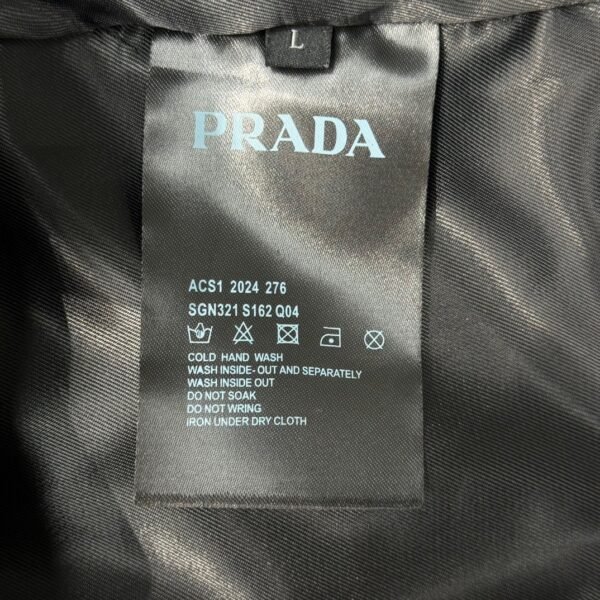 L
PRADA
ACS1 2024 276
SGN321 S162 Q04
COLD HAND WASH
WASH INSIDE-OUT AND SEPARATELY
WASH INSIDE OUT
DO NOT SOAK
DO NOT WRING
IRON UNDER DRY CLOTH